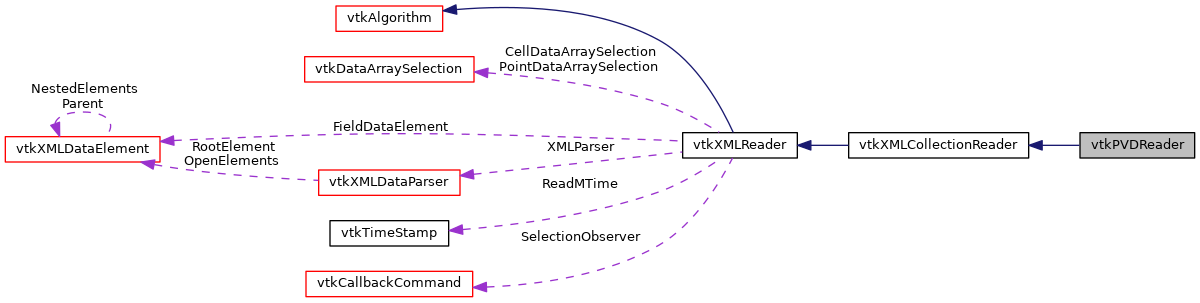 vtkAlgorithm
CellDataArraySelection
PointDataArraySelection
vtkDataArraySelection
NestedElements
Parent
FieldDataElement
vtkXMLDataElement
RootElement
OpenElements
XMLParser
vtkXMLReader
vtkXMLCollectionReader
vtkPVDReader
vtkXMLDataParser
ReadMTime
vtkTimeStamp
SelectionObserver
vtkCallbackCommand